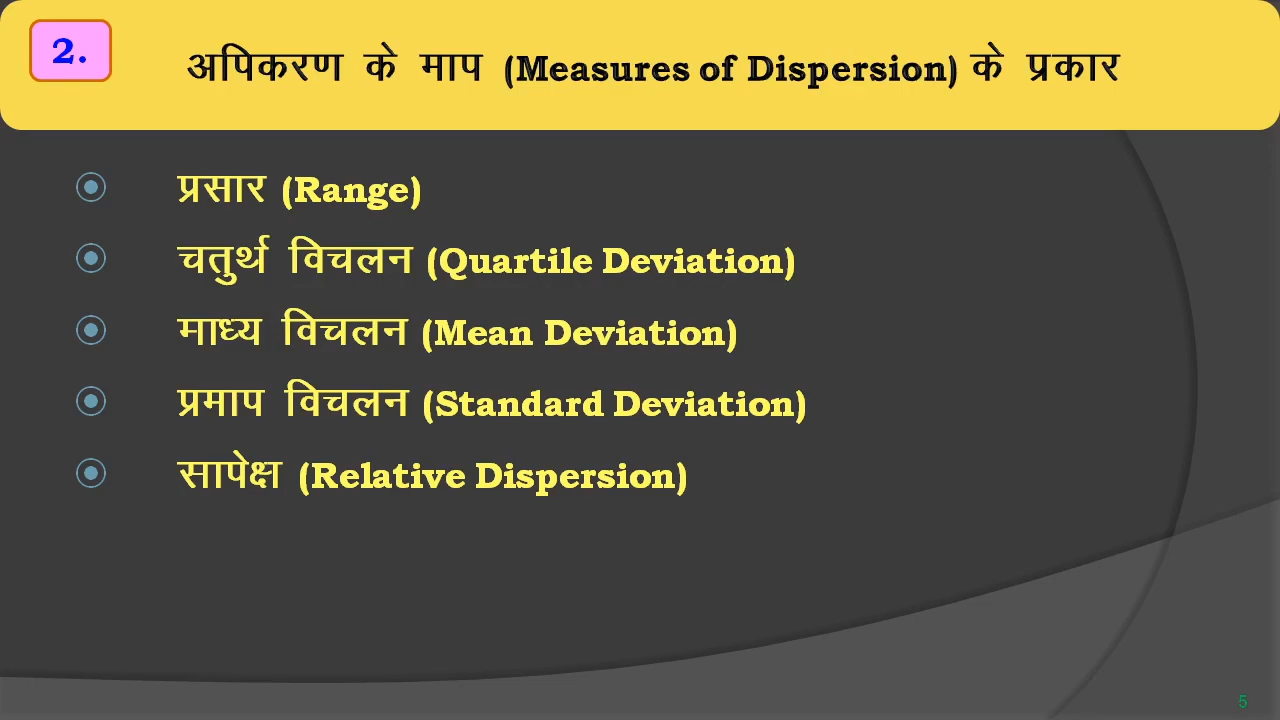 2.
अपिकरण के माप (Measures of Dispersion) के प्रकार
प्रसार (Range)
चतुर्थ विचलन (Quartile Deviation)
माध्य विचलन (Mean Deviation)
प्रमाप विचलन (Standard Deviation)
सापेक्ष (Relative Dispersion)
5